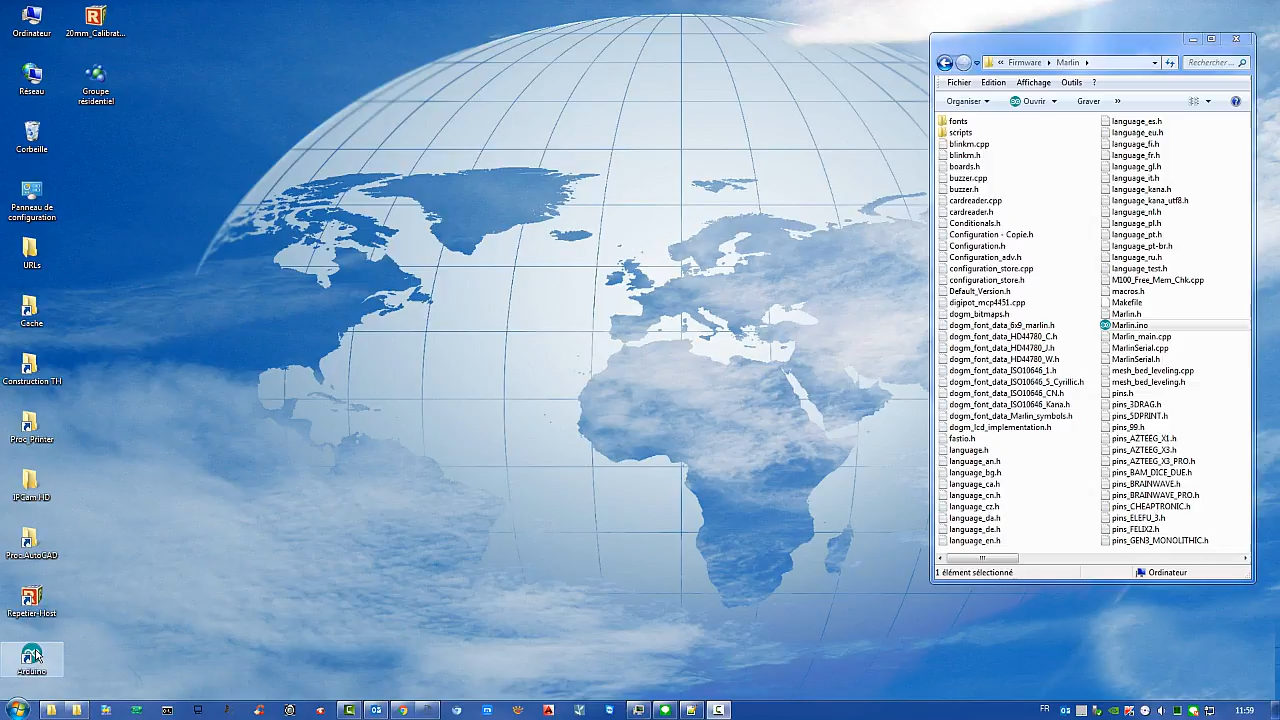 Ordinateur
20mm_Calibrat...
Réseau
Groupe
résidentiel
Corbeille
Panneau de
configuration
URLs
Cache
Construction TH
Proc_Printer
IPCam HD
Proc.AutoCAD
Repetier-Host
Arduino
« Firmware Marlin
Rechercher ...
Fichier Edition Affichage Outils ?
Organiser Ouvrir Graver »
fonts
scripts
blinkm.cpp
blinkm.h
boards.h
buzzer.cpp
buzzer.h
cardreader.cpp
cardreader.h
Conditionals.h
Configuration - Copie.h
Configuration.h
Configuration_adv.h
configuration_store.cpp
configuration_store.h
Default_Version.h
digipot_mcp4451.cpp
dogm_bitmaps.h
dogm_font_data_6x9_marlin.h
dogm_font_data_HD44780_C.h
dogm_font_data_HD44780_J.h
dogm_font_data_HD44780_W.h
dogm_font_data_ISO10646_1.h
dogm_font_data_ISO10646_5_Cyrillic.h
dogm_font_data_ISO10646_CN.h
dogm_font_data_ISO10646_Kana.h
dogm_font_data_Marlin_symbols.h
dogm_lcd_implementation.h
fastio.h
language.h
language_an.h
language_bg.h
language_ca.h
language_cn.h
language_cz.h
language_da.h
language_de.h
language_en.h
language_es.h
language_eu.h
language_fi.h
language_fr.h
language_gl.h
language_it.h
language_kana.h
language_kana_utf8.h
language_nl.h
language_pl.h
language_pt.h
language_pt-br.h
language_ru.h
language_test.h
M100_Free_Mem_Chk.cpp
macros.h
Makefile
Marlin.h
Marlin.ino
Marlin_main.cpp
MarlinSerial.cpp
MarlinSerial.h
mesh_bed_leveling.cpp
mesh_bed_leveling.h
pins.h
pins_3DRAG.h
pins_5DPRINT.h
pins_99.h
pins_AZTEEG_X1.h
pins_AZTEEG_X3.h
pins_AZTEEG_X3_PRO.h
pins_BAM_DICE_DUE.h
pins_BRAINWAVE.h
pins_BRAINWAVE_PRO.h
pins_CHEAPTRONIC.h
pins_ELEFU_3.h
pins_FELIX2.h
pins_GEN3_MONOLITHIC.h
1 élément sélectionné
Ordinateur
FR
11:59